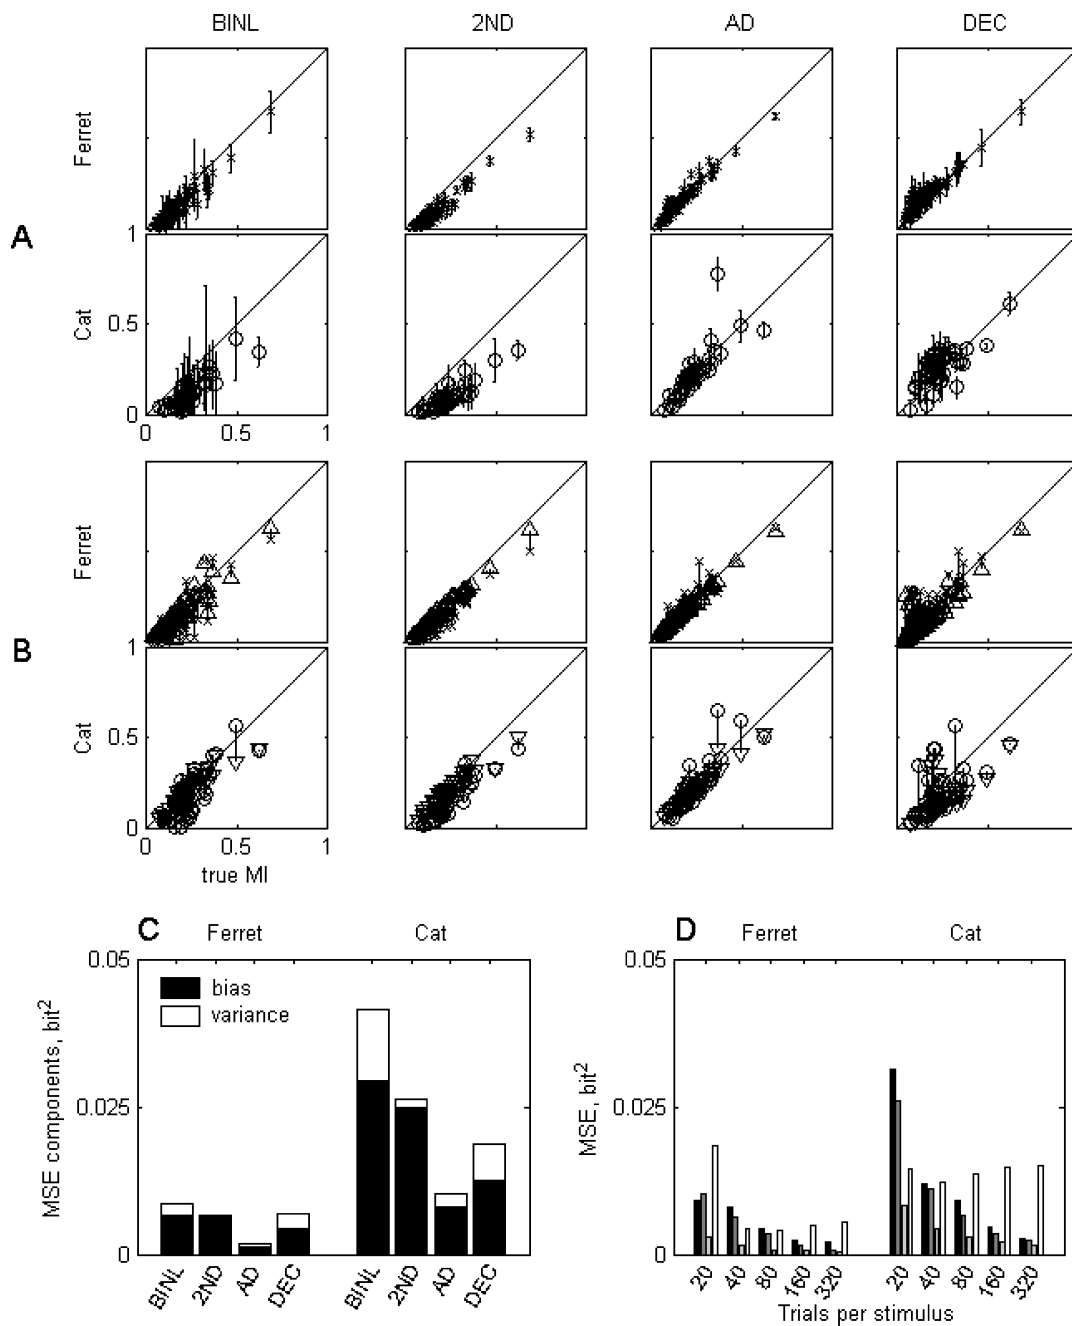 BINL 2ND AD DEC
Ferret
A
1
Cat
0.5
0
0 0.5 1
Ferret
B
1
Cat
0.5
0
0 0.5 1
true MI
C
Ferret Cat
0.05
bias
variance
MSE components, bit²
0.025
0
BINL 2ND AD DEC BINL 2ND AD DEC
D
Ferret Cat
0.05
MSE, bit²
0.025
0
20 40 80 160 320 20 40 80 160 320
Trials per stimulus